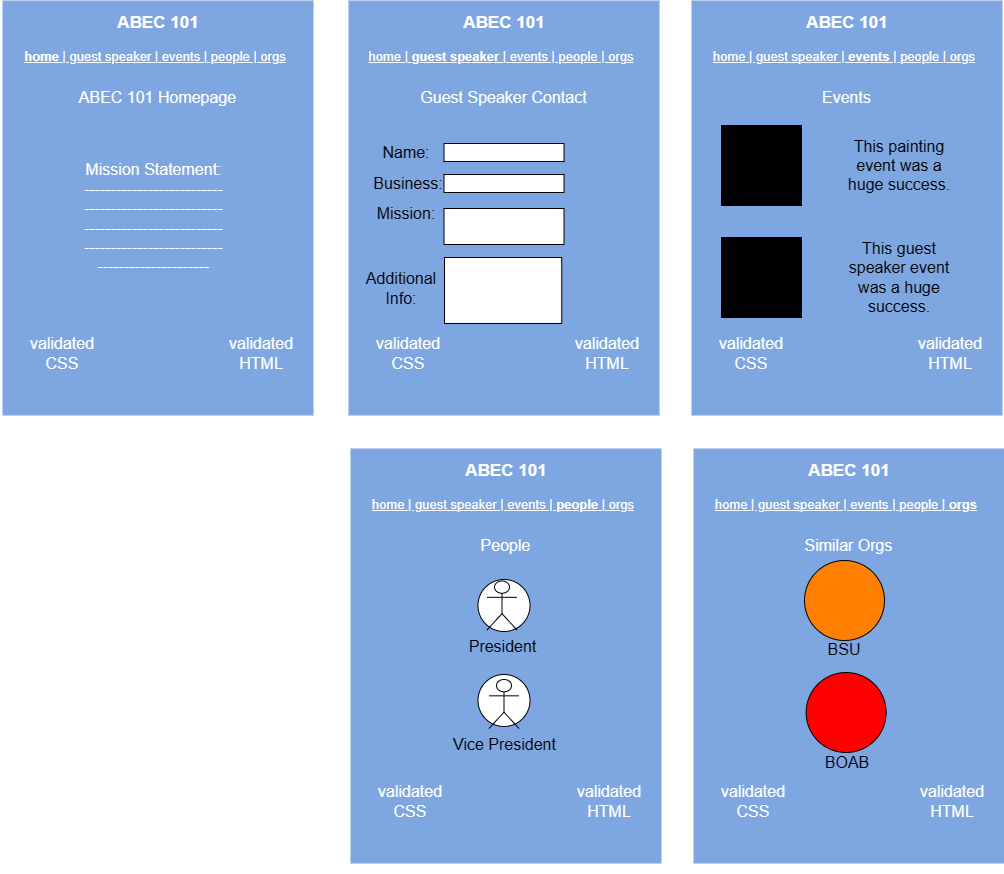 ABEC 101
home | guest speaker | events | people | orgs
ABEC 101 Homepage
Mission Statement:
--------------------------
--------------------------
--------------------------
--------------------------
---------------------
validated
CSS
validated
HTML
ABEC 101
home | guest speaker | events | people | orgs
Guest Speaker Contact
Name:
Business:
Mission:
Additional
Info:
validated
CSS
validated
HTML
ABEC 101
home | guest speaker | events | people | orgs
Events
This painting
event was a
huge success.
This guest
speaker event
was a huge
success.
validated
CSS
validated
HTML
ABEC 101
home | guest speaker | events | people | orgs
People
President
Vice President
validated
CSS
validated
HTML
ABEC 101
home | guest speaker | events | people | orgs
Similar Orgs
BSU
BOAB
validated
CSS
validated
HTML